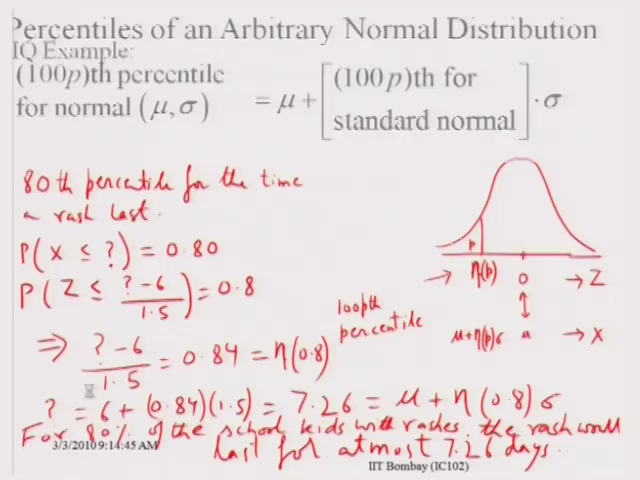 Percentiles of an Arbitrary Normal Distribution
IQ Example:
(100p)th percentile
for normal (μ, σ)
= μ + [ (100p)th for
standard normal ] · σ
80th percentile for the time
a rash last.
P(X ≤ ?) = 0.80
P(Z ≤ ? - 6 / 1.5) = 0.8
⇒ ? - 6 / 1.5 = 0.84 = η(0.8)
100pth
percentile
p
→ η(p) 0 → Z
μ+η(p)σ μ → X
? = 6 + (0.84)(1.5) = 7.26 = μ + η(0.8) σ
For 80% of the school kids with rashes, the rash would
last for atmost 7.26 days.
3/3/2010 9:14:45 AM
IIT Bombay (IC102)